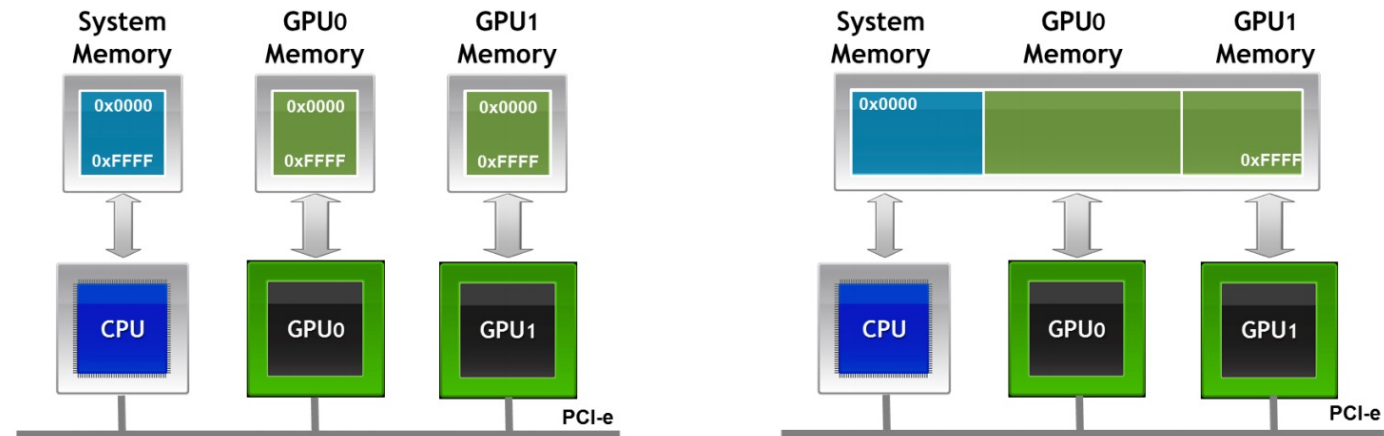 System Memory
GPU0 Memory
GPU1 Memory
0x0000
0xFFFF
0x0000
0xFFFF
0x0000
0xFFFF
CPU
GPU0
GPU1
PCI-e
System Memory
GPU0 Memory
GPU1 Memory
0x0000
0xFFFF
CPU
GPU0
GPU1
PCI-e